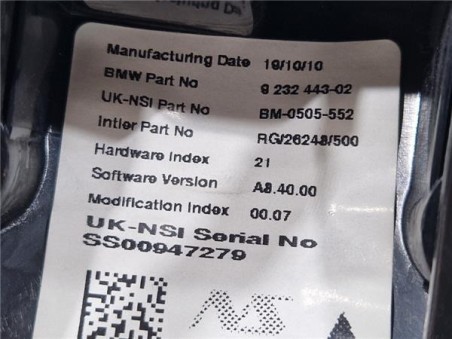 Manufacturing Date 19/10/10
BMW Part No 9 232 443-02
UK-NSI Part No BM-0505-552
Intier Part No RG/26248/500
Hardware Index 21
Software Version A8.40.00
Modification Index 00.07
UK-NSI Serial No
SS00947279